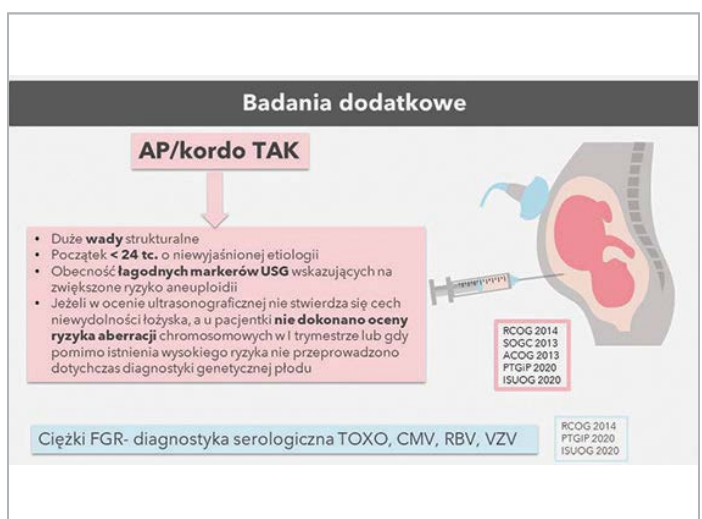 Badania dodatkowe
AP/kordo TAK
• Duże wady strukturalne
• Początek < 24 tc. o niewyjaśnionej etiologii
• Obecność łagodnych markerów USG wskazujących na
zwiększone ryzyko aneuploidii
• Jeżeli w ocenie ultrasonograficznej nie stwierdza się cech
niewydolności łożyska, a u pacjentki nie dokonano oceny
ryzyka aberracji chromosomowych w I trymestrze lub gdy
pomimo istnienia wysokiego ryzyka nie przeprowadzono
dotychczas diagnostyki genetycznej płodu
RCOG 2014
SOGC 2013
ACOG 2013
PTGiP 2020
ISUOG 2020
Ciężki FGR- diagnostyka serologiczna TOXO, CMV, RBV, VZV
RCOG 2014
PTGIP 2020
ISUOG 2020